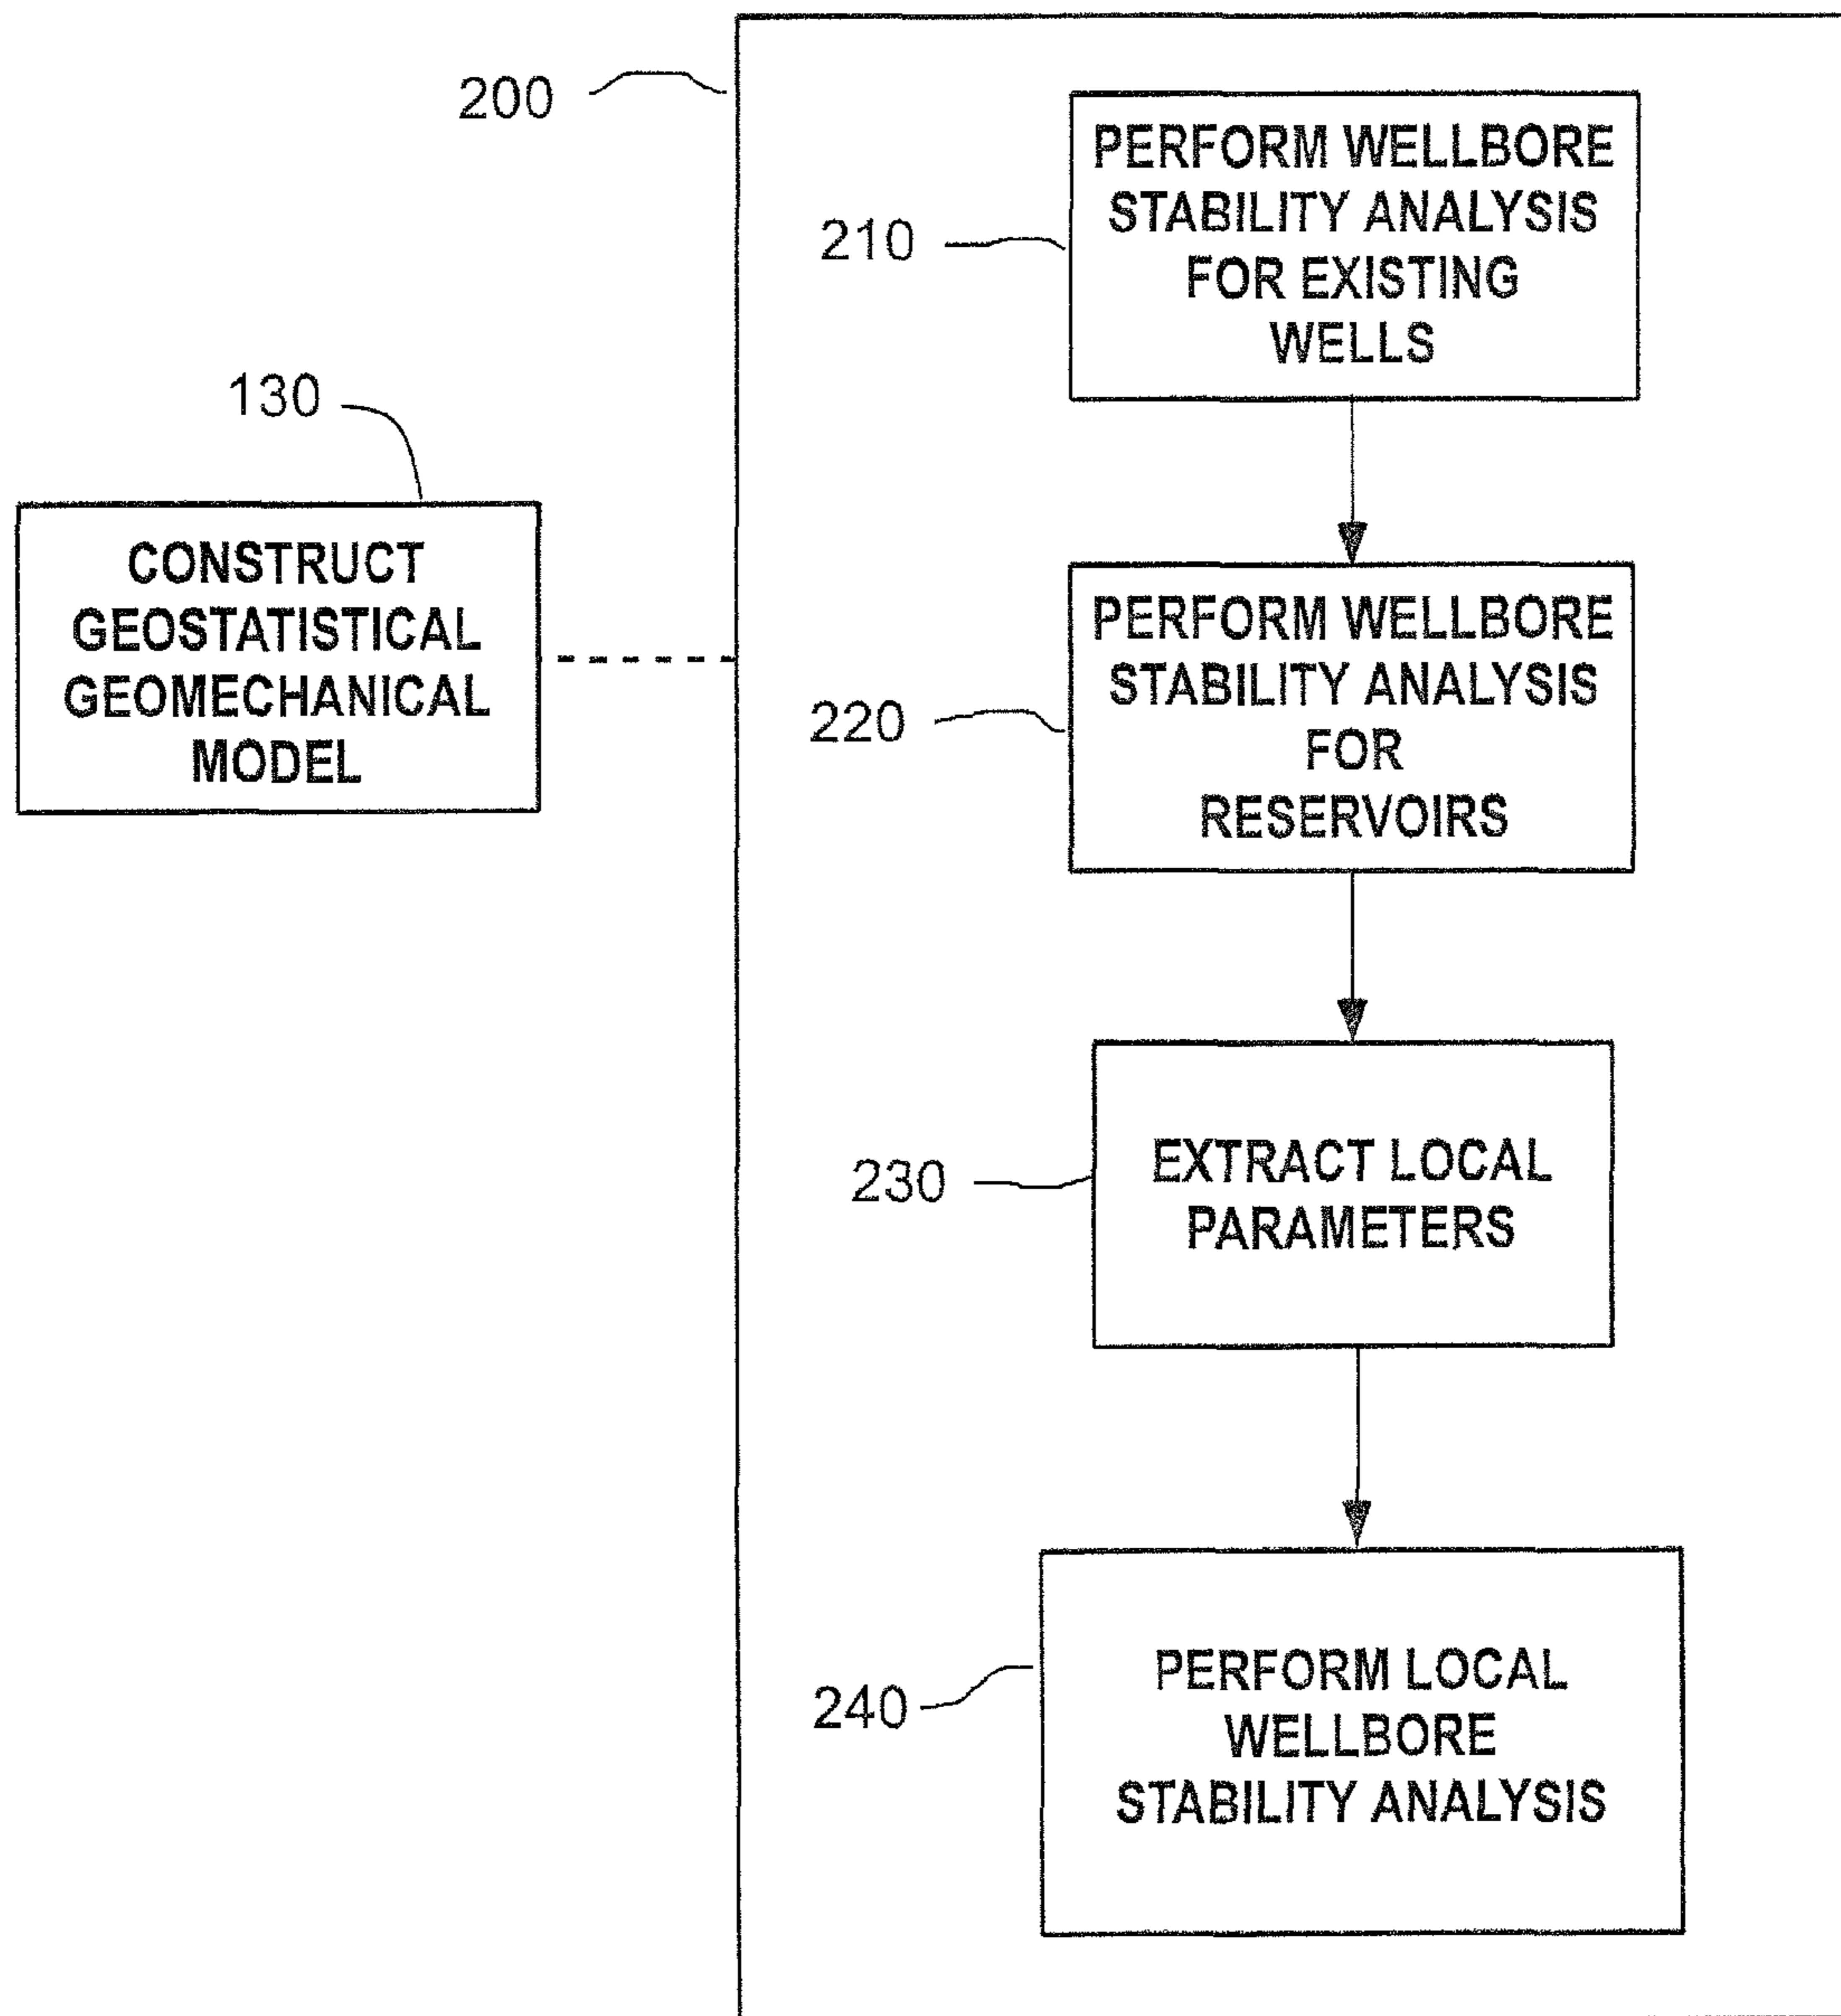 200
PERFORM WELLBORE
STABILITY ANALYSIS
FOR EXISTING
WELLS
210
130
CONSTRUCT
GEOSTATISTICAL
GEOMECHANICAL
MODEL
PERFORM WELLBORE
STABILITY ANALYSIS
FOR
RESERVOIRS
220
EXTRACT LOCAL
PARAMETERS
230
PERFORM LOCAL
WELLBORE
STABILITY ANALYSIS
240